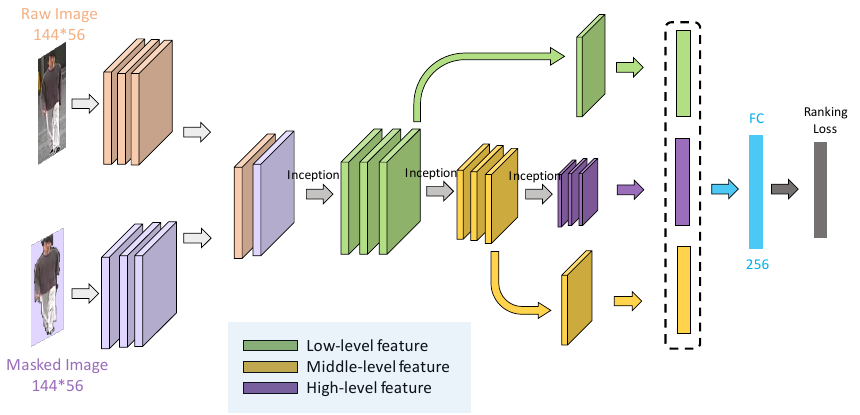 Raw Image
144*56
Inception
Inception
Inception
FC
256
Ranking
Loss
Masked Image
144*56
Low-level feature
Middle-level feature
High-level feature